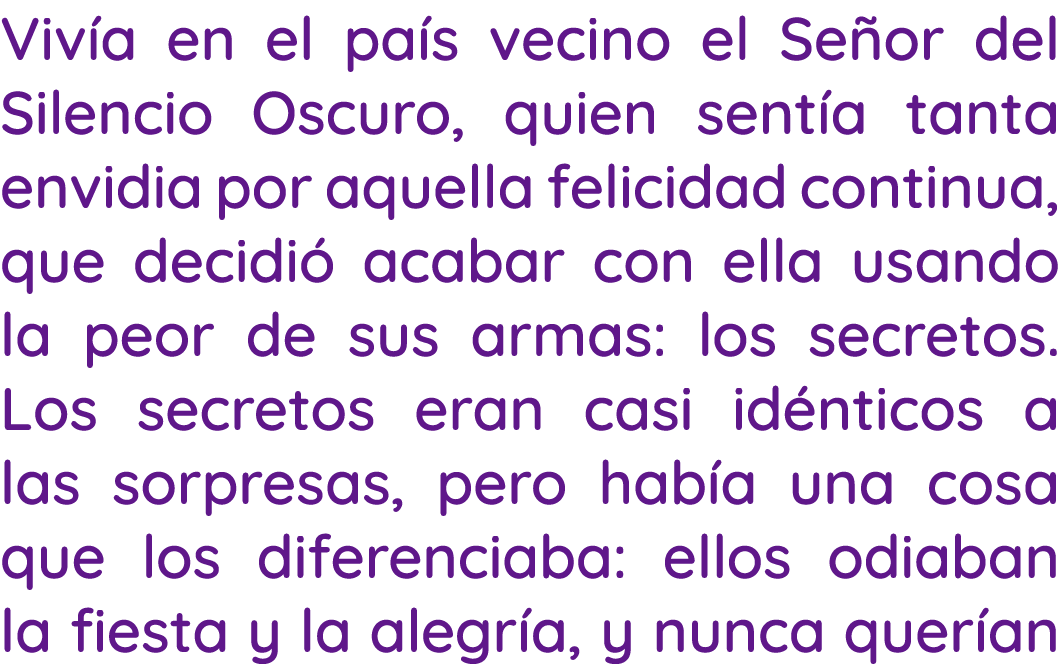 Vivía en el país vecino el Señor del
Silencio Oscuro, quien sentía tanta
envidia por aquella felicidad continua,
que decidió acabar con ella usando
la peor de sus armas: los secretos.
Los secretos eran casi idénticos a
las sorpresas, pero había una cosa
que los diferenciaba: ellos odiaban
la fiesta y la alegría, y nunca querían